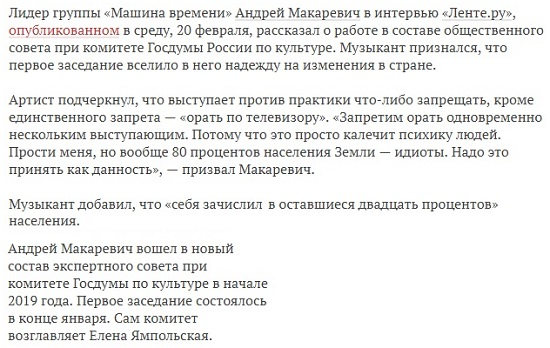 Лидер группы «Машина времени» Андрей Макаревич в интервью «Ленте.ру»,
опубликованном в среду, 20 февраля, рассказал о работе в составе общественного
совета при комитете Госдумы России по культуре. Музыкант признался, что
первое заседание вселило в него надежду на изменения в стране.
Артист подчеркнул, что выступает против практики что-либо запрещать, кроме
единственного запрета — «орать по телевизору». «Запретим орать одновременно
нескольким выступающим. Потому что это просто калечит психику людей.
Прости меня, но вообще 80 процентов населения Земли — идиоты. Надо это
принять как данность», — призвал Макаревич.
Музыкант добавил, что «себя зачислил в оставшиеся двадцать процентов»
населения.
Андрей Макаревич вошел в новый
состав экспертного совета при
комитете Госдумы по культуре в начале
2019 года. Первое заседание состоялось
в конце января. Сам комитет
возглавляет Елена Ямпольская.